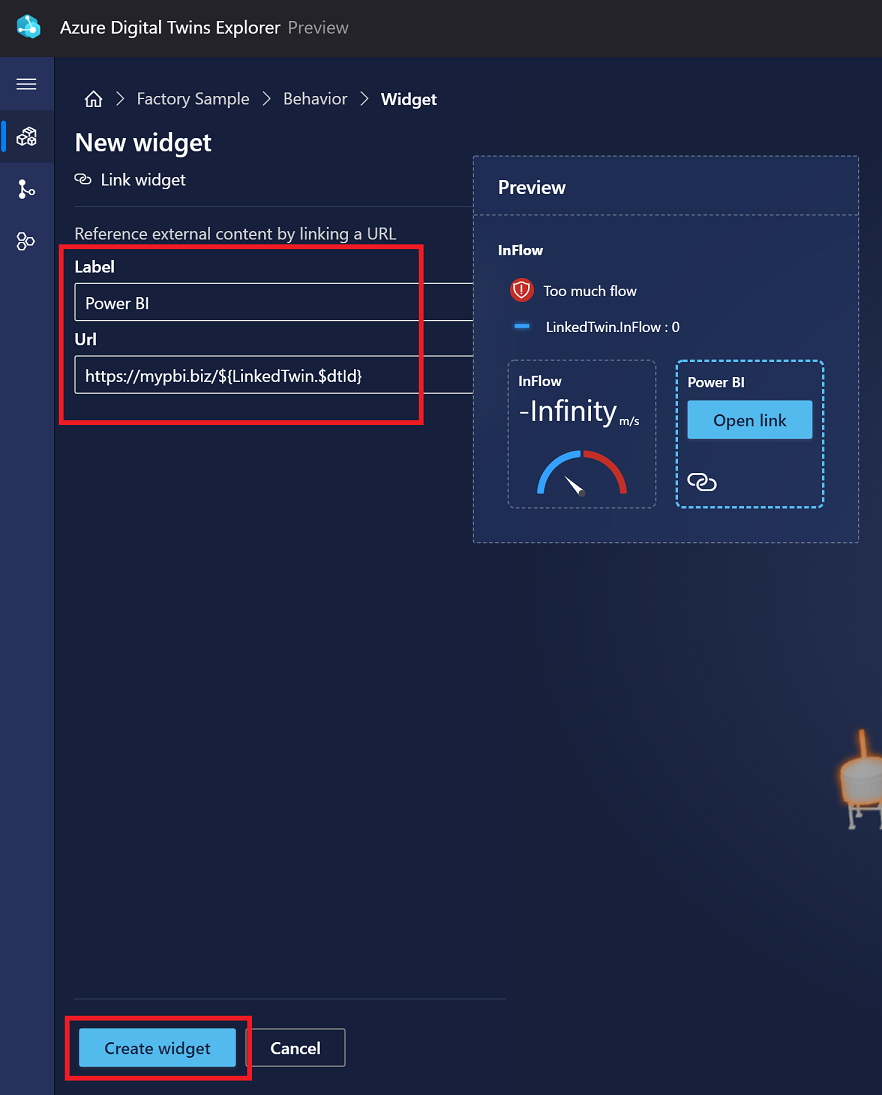 Azure Digital Twins Explorer Preview
Factory Sample > Behavior > Widget
New widget
Link widget
Reference external content by linking a URL
Label
Power BI
Url
https://mypbi.biz/${LinkedTwin.$dtId}
Preview
InFlow
Too much flow
LinkedTwin.InFlow : 0
InFlow
-Infinity m/s
Power BI
Open link
Create widget
Cancel